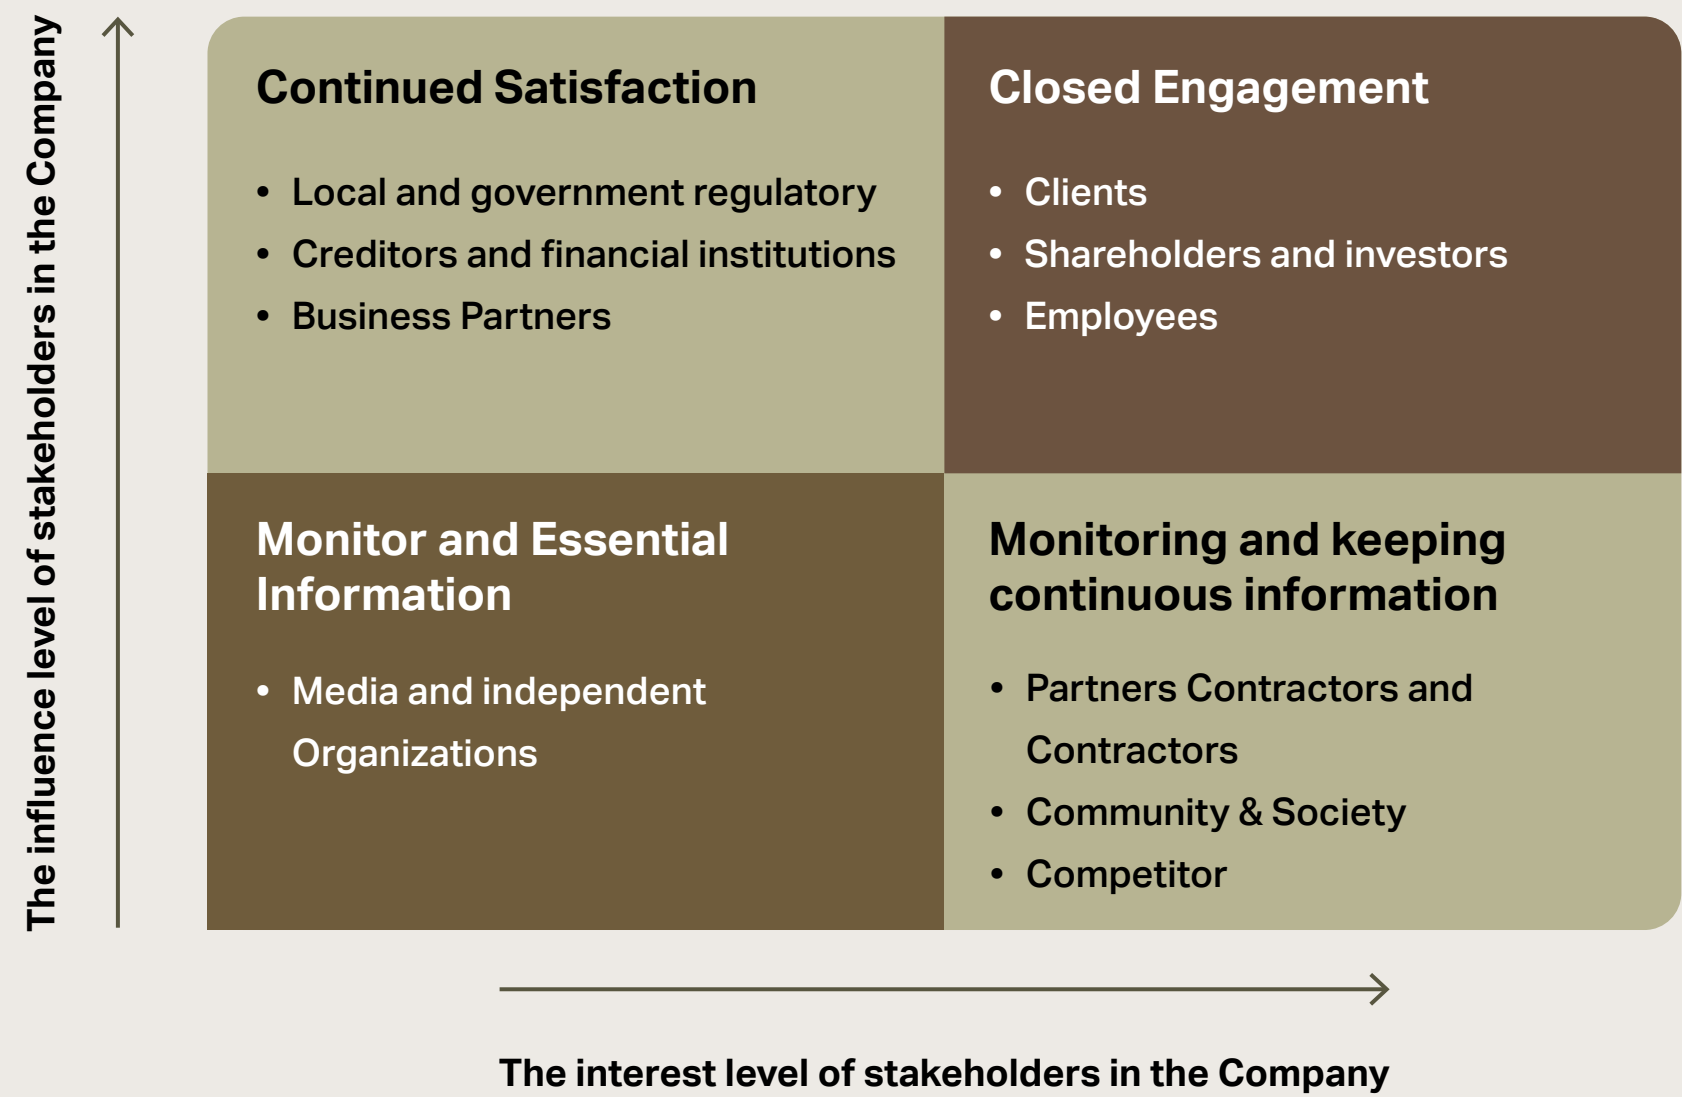 The influence level of stakeholders in the Company
Continued Satisfaction
• Local and government regulatory
• Creditors and financial institutions
• Business Partners
Closed Engagement
• Clients
• Shareholders and investors
• Employees
Monitor and Essential
Information
• Media and independent
Organizations
Monitoring and keeping
continuous information
• Partners Contractors and
Contractors
• Community & Society
• Competitor
The interest level of stakeholders in the Company